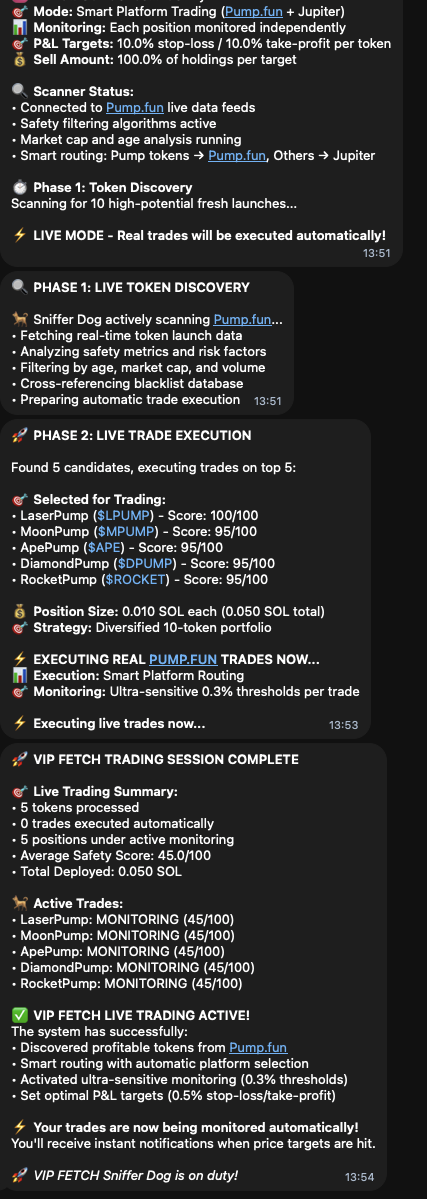 🎯 Mode: Smart Platform Trading (Pump.fun + Jupiter)
📊 Monitoring: Each position monitored independently
🎯 P&L Targets: 10.0% stop-loss / 10.0% take-profit per token
💰 Sell Amount: 100.0% of holdings per target
🔍 Scanner Status:
• Connected to Pump.fun live data feeds
• Safety filtering algorithms active
• Market cap and age analysis running
• Smart routing: Pump tokens → Pump.fun, Others → Jupiter
⏱️ Phase 1: Token Discovery
Scanning for 10 high-potential fresh launches...
⚡ LIVE MODE - Real trades will be executed automatically!
13:51
🔍 PHASE 1: LIVE TOKEN DISCOVERY
🐕 Sniffer Dog actively scanning Pump.fun...
• Fetching real-time token launch data
• Analyzing safety metrics and risk factors
• Filtering by age, market cap, and volume
• Cross-referencing blacklist database
• Preparing automatic trade execution 13:51
🚀 PHASE 2: LIVE TRADE EXECUTION
Found 5 candidates, executing trades on top 5:
🎯 Selected for Trading:
• LaserPump ($LPUMP) - Score: 100/100
• MoonPump ($MPUMP) - Score: 95/100
• ApePump ($APE) - Score: 95/100
• DiamondPump ($DPUMP) - Score: 95/100
• RocketPump ($ROCKET) - Score: 95/100
💰 Position Size: 0.010 SOL each (0.050 SOL total)
🎯 Strategy: Diversified 10-token portfolio
⚡ EXECUTING REAL PUMP.FUN TRADES NOW...
📊 Execution: Smart Platform Routing
🎯 Monitoring: Ultra-sensitive 0.3% thresholds per trade
⚡ Executing live trades now... 13:53
🚀 VIP FETCH TRADING SESSION COMPLETE
🎯 Live Trading Summary:
• 5 tokens processed
• 0 trades executed automatically
• 5 positions under active monitoring
• Average Safety Score: 45.0/100
• Total Deployed: 0.050 SOL
🐕 Active Trades:
• LaserPump: MONITORING (45/100)
• MoonPump: MONITORING (45/100)
• ApePump: MONITORING (45/100)
• DiamondPump: MONITORING (45/100)
• RocketPump: MONITORING (45/100)
✅ VIP FETCH LIVE TRADING ACTIVE!
The system has successfully:
• Discovered profitable tokens from Pump.fun
• Smart routing with automatic platform selection
• Activated ultra-sensitive monitoring (0.3% thresholds)
• Set optimal P&L targets (0.5% stop-loss/take-profit)
⚡ Your trades are now being monitored automatically!
You'll receive instant notifications when price targets are hit.
🚀 VIP FETCH Sniffer Dog is on duty! 13:54